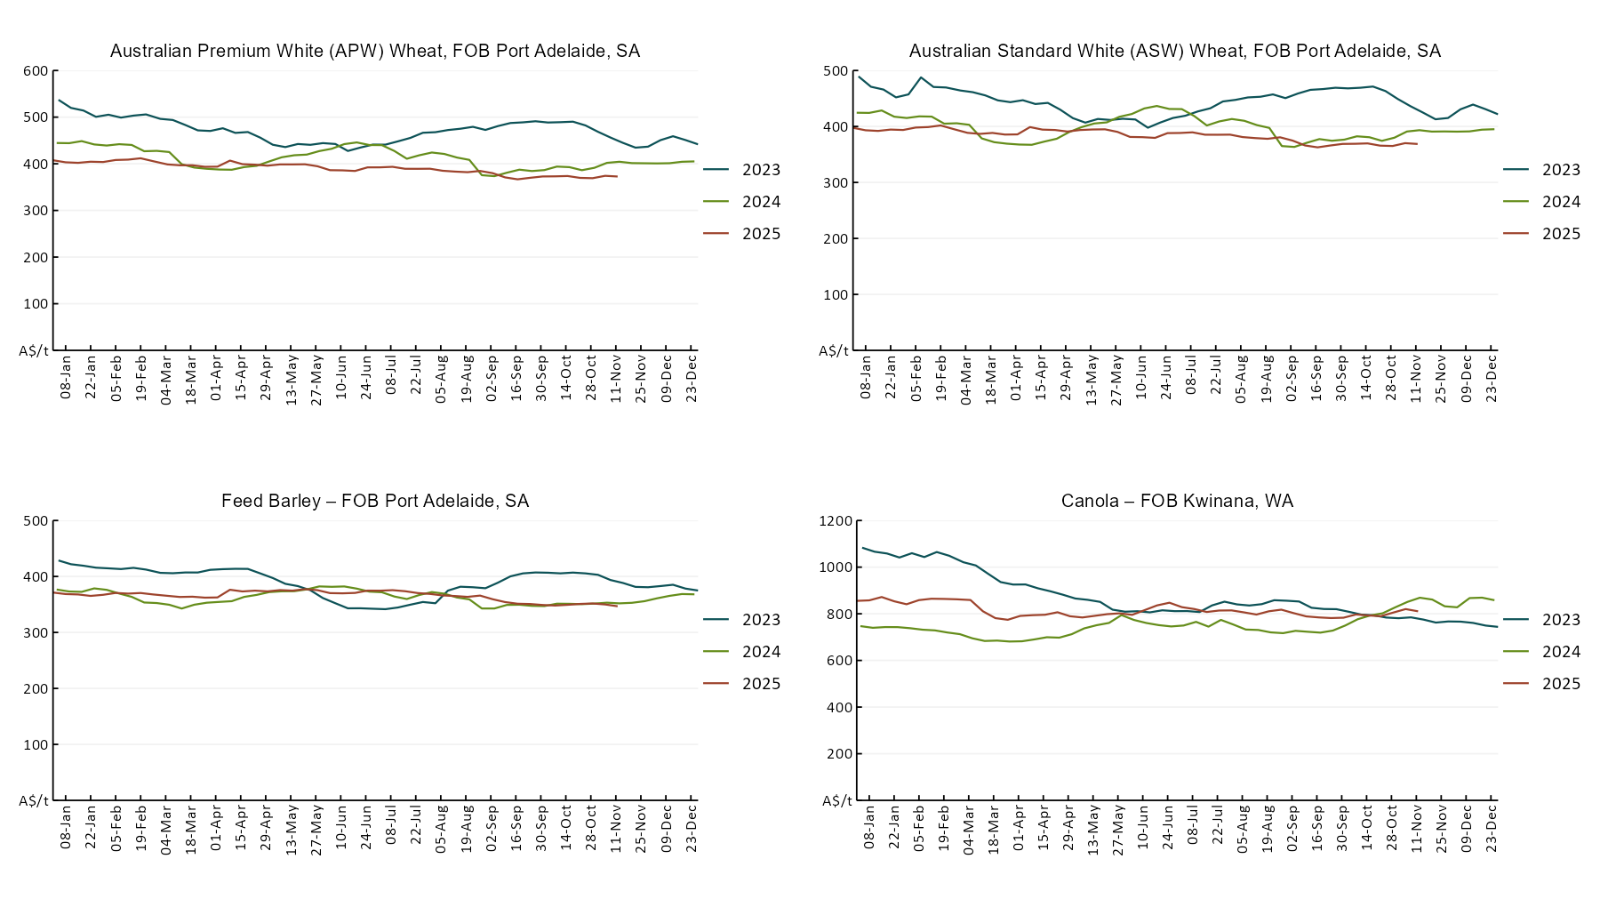 Australian Premium White (APW) Wheat, FOB Port Adelaide, SA
600
500
400
300
200
100
A$/t
08-Jan
22-Jan
05-Feb
19-Feb
04-Mar
18-Mar
01-Apr
15-Apr
29-Apr
13-May
27-May
10-Jun
24-Jun
08-Jul
22-Jul
05-Aug
19-Aug
02-Sep
16-Sep
30-Sep
14-Oct
28-Oct
11-Nov
25-Nov
09-Dec
23-Dec
2023
2024
2025
Australian Standard White (ASW) Wheat, FOB Port Adelaide, SA
500
400
300
200
100
A$/t
08-Jan
22-Jan
05-Feb
19-Feb
04-Mar
18-Mar
01-Apr
15-Apr
29-Apr
13-May
27-May
10-Jun
24-Jun
08-Jul
22-Jul
05-Aug
19-Aug
02-Sep
16-Sep
30-Sep
14-Oct
28-Oct
11-Nov
25-Nov
09-Dec
23-Dec
2023
2024
2025
Feed Barley – FOB Port Adelaide, SA
500
400
300
200
100
A$/t
08-Jan
22-Jan
05-Feb
19-Feb
04-Mar
18-Mar
01-Apr
15-Apr
29-Apr
13-May
27-May
10-Jun
24-Jun
08-Jul
22-Jul
05-Aug
19-Aug
02-Sep
16-Sep
30-Sep
14-Oct
28-Oct
11-Nov
25-Nov
09-Dec
23-Dec
2023
2024
2025
Canola – FOB Kwinana, WA
1200
1000
800
600
400
200
A$/t
08-Jan
22-Jan
05-Feb
19-Feb
04-Mar
18-Mar
01-Apr
15-Apr
29-Apr
13-May
27-May
10-Jun
24-Jun
08-Jul
22-Jul
05-Aug
19-Aug
02-Sep
16-Sep
30-Sep
14-Oct
28-Oct
11-Nov
25-Nov
09-Dec
23-Dec
2023
2024
2025